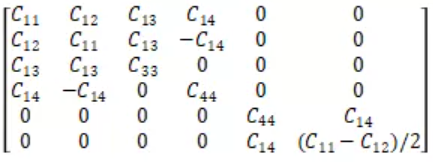 C₁₁ C₁₂ C₁₃ C₁₄ 0 0
C₁₂ C₁₁ C₁₃ −C₁₄ 0 0
C₁₃ C₁₃ C₃₃ 0 0 0
C₁₄ −C₁₄ 0 C₄₄ 0 0
0 0 0 0 C₄₄ C₁₄
0 0 0 0 C₁₄ (C₁₁ − C₁₂)/2